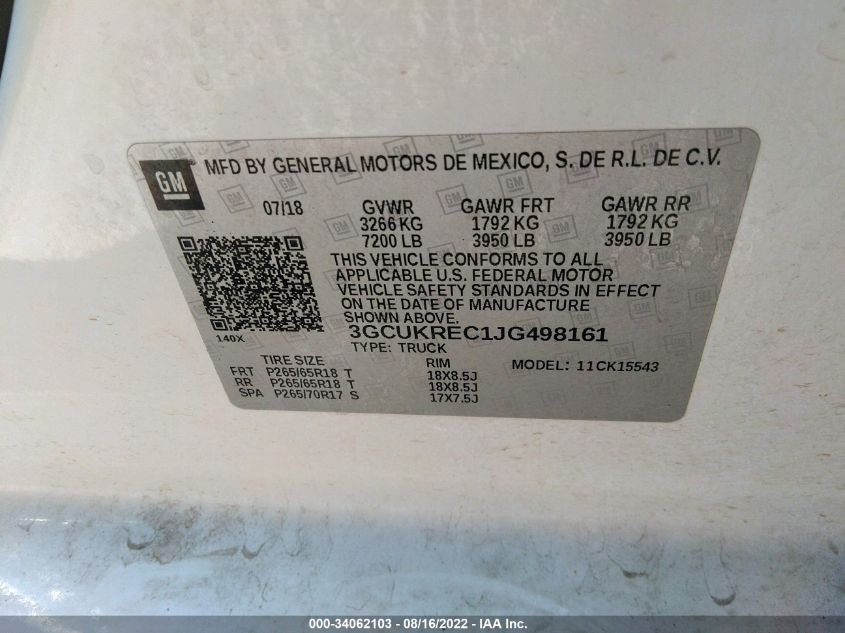 GM MFD BY GENERAL MOTORS DE MEXICO, S. DE R.L. DE C.V.
07/18 GVWR GAWR FRT GAWR RR
3266 KG 1792 KG 1792 KG
7200 LB 3950 LB 3950 LB
THIS VEHICLE CONFORMS TO ALL
APPLICABLE U.S. FEDERAL MOTOR
VEHICLE SAFETY STANDARDS IN EFFECT
ON THE DATE OF MANUFACTURE
SHOWN ABOVE.
3GCUKREC1JG498161
140X
TYPE: TRUCK
TIRE SIZE RIM MODEL: 11CK15543
FRT P265/65R18 T 18X8.5J
RR P265/65R18 T 18X8.5J
SPA P265/70R17 S 17X7.5J
000-34062103 - 08/16/2022 - IAA Inc.